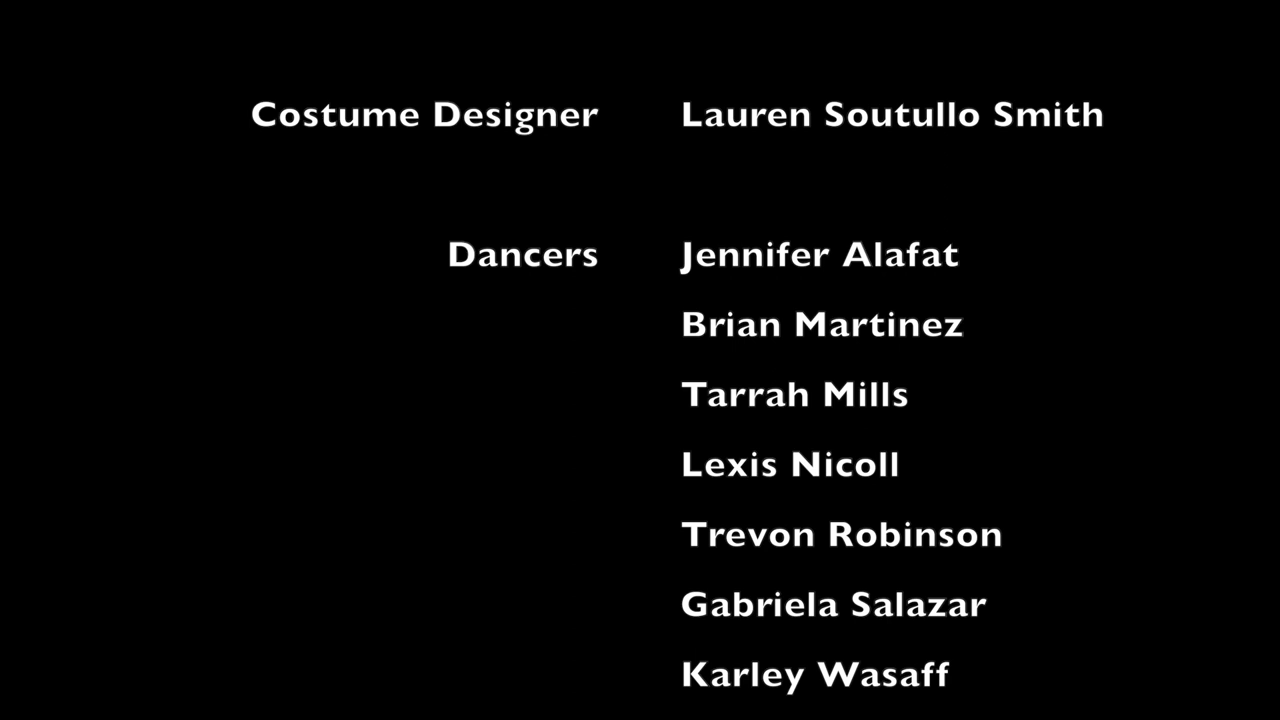 Costume Designer Lauren Soutullo Smith
Dancers Jennifer Alafat
Brian Martinez
Tarrah Mills
Lexis Nicoll
Trevon Robinson
Gabriela Salazar
Karley Wasaff